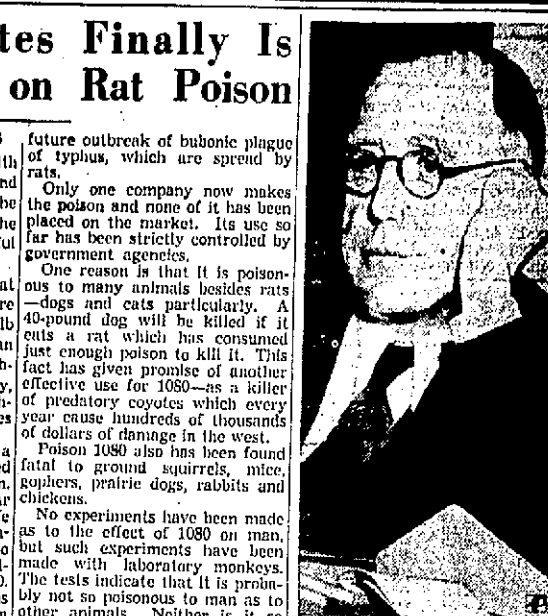 tes Finally Is
on Rat Poison
future outbreak of bubonic plague
of typhus, which are spread by
rats.
Only one company now makes
the poison and none of it has been
placed on the market. Its use so
far has been strictly controlled by
government agencies.
One reason is that it is poison-
ous to many animals besides rats
—dogs and cats particularly. A
40-pound dog will be killed if it
eats a rat which has consumed
just enough poison to kill it. This
fact has given promise of another
effective use for 1080—as a killer
of predatory coyotes which every
year cause hundreds of thousands
of dollars of damage in the west.
Poison 1080 also has been found
fatal to ground squirrels, mice,
gophers, prairie dogs, rabbits and
chickens.
No experiments have been made
as to the effect of 1080 on man,
but such experiments have been
made with laboratory monkeys.
The tests indicate that it is proba-
bly not so poisonous to man as to
other animals. Neither is it so